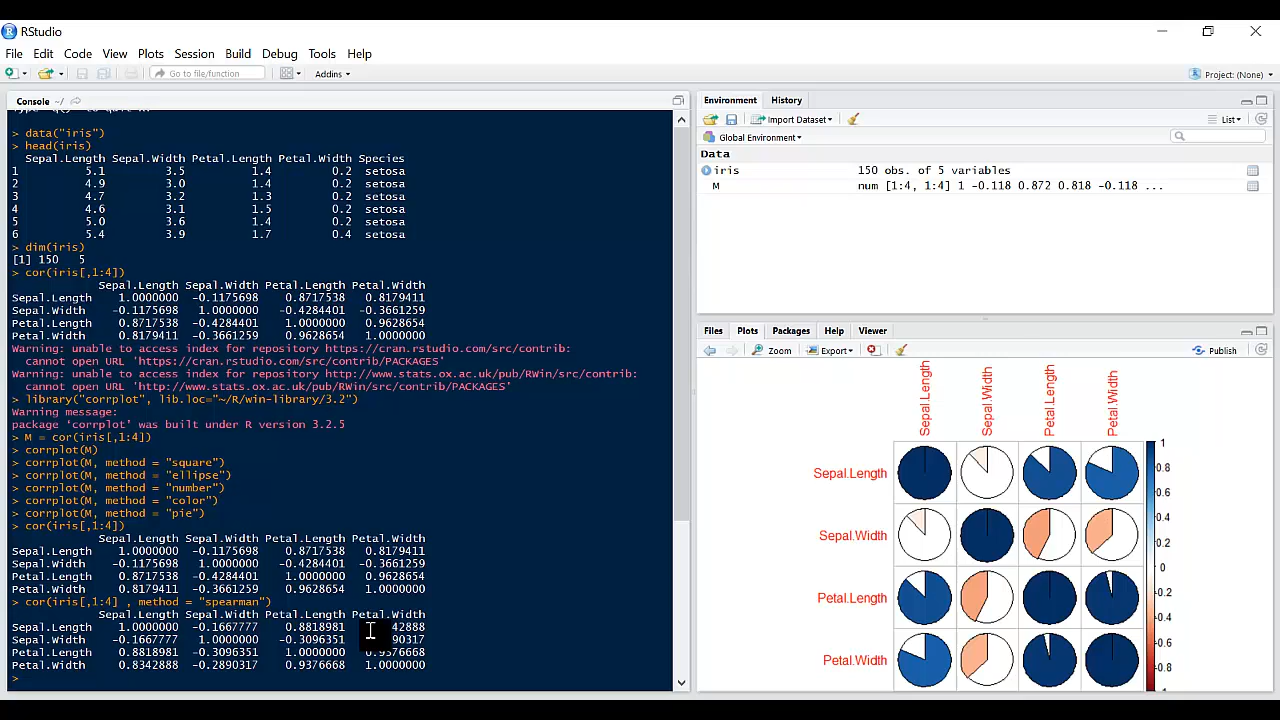 RStudio
File Edit Code View Plots Session Build Debug Tools Help
Go to file/function Addins Project: (None)
Console ~/
> data("iris")
> head(iris)
Sepal.Length Sepal.Width Petal.Length Petal.Width Species
1 5.1 3.5 1.4 0.2 setosa
2 4.9 3.0 1.4 0.2 setosa
3 4.7 3.2 1.3 0.2 setosa
4 4.6 3.1 1.5 0.2 setosa
5 5.0 3.6 1.4 0.2 setosa
6 5.4 3.9 1.7 0.4 setosa
> dim(iris)
[1] 150 5
> cor(iris[,1:4])
Sepal.Length Sepal.Width Petal.Length Petal.Width
Sepal.Length 1.0000000 -0.1175698 0.8717538 0.8179411
Sepal.Width -0.1175698 1.0000000 -0.4284401 -0.3661259
Petal.Length 0.8717538 -0.4284401 1.0000000 0.9628654
Petal.Width 0.8179411 -0.3661259 0.9628654 1.0000000
Warning: unable to access index for repository https://cran.rstudio.com/src/contrib:
cannot open URL 'https://cran.rstudio.com/src/contrib/PACKAGES'
Warning: unable to access index for repository http://www.stats.ox.ac.uk/pub/RWin/src/contrib:
cannot open URL 'http://www.stats.ox.ac.uk/pub/RWin/src/contrib/PACKAGES'
> library("corrplot", lib.loc="~/R/win-library/3.2")
Warning message:
package 'corrplot' was built under R version 3.2.5
> M = cor(iris[,1:4])
> corrplot(M)
> corrplot(M, method = "square")
> corrplot(M, method = "ellipse")
> corrplot(M, method = "number")
> corrplot(M, method = "color")
> corrplot(M, method = "pie")
> cor(iris[,1:4])
Sepal.Length Sepal.Width Petal.Length Petal.Width
Sepal.Length 1.0000000 -0.1175698 0.8717538 0.8179411
Sepal.Width -0.1175698 1.0000000 -0.4284401 -0.3661259
Petal.Length 0.8717538 -0.4284401 1.0000000 0.9628654
Petal.Width 0.8179411 -0.3661259 0.9628654 1.0000000
> cor(iris[,1:4] , method = "spearman")
Sepal.Length Sepal.Width Petal.Length Petal.Width
Sepal.Length 1.0000000 -0.1667777 0.8818981 42888
Sepal.Width -0.1667777 1.0000000 -0.3096351 90317
Petal.Length 0.8818981 -0.3096351 1.0000000 0.9376668
Petal.Width 0.8342888 -0.2890317 0.9376668 1.0000000
>
Environment History
Import Dataset List
Global Environment
Data
iris 150 obs. of 5 variables
M num [1:4, 1:4] 1 -0.118 0.872 0.818 -0.118 ...
Files Plots Packages Help Viewer
Zoom Export Publish
Sepal.Length
Sepal.Width
Petal.Length
Petal.Width
Sepal.Length
Sepal.Width
Petal.Length
Petal.Width
1
0.8
0.6
0.4
0.2
0
-0.2
-0.4
-0.6
-0.8
-1